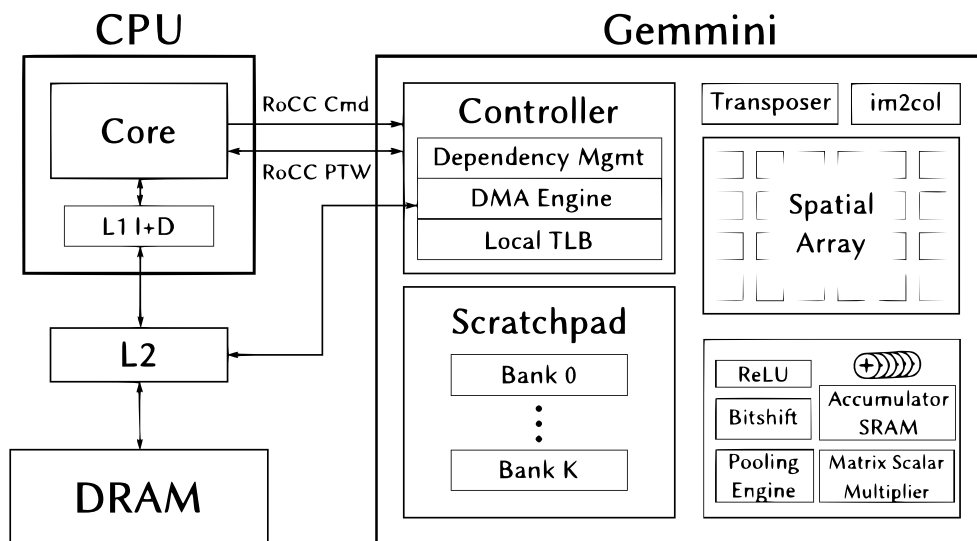 CPU
Gemmini
Core
L1 I+D
L2
DRAM
RoCC Cmd
RoCC PTW
Controller
Dependency Mgmt
DMA Engine
Local TLB
Scratchpad
Bank 0
Bank K
Transposer
im2col
Spatial
Array
ReLU
Bitshift
Accumulator
SRAM
Pooling
Engine
Matrix Scalar
Multiplier